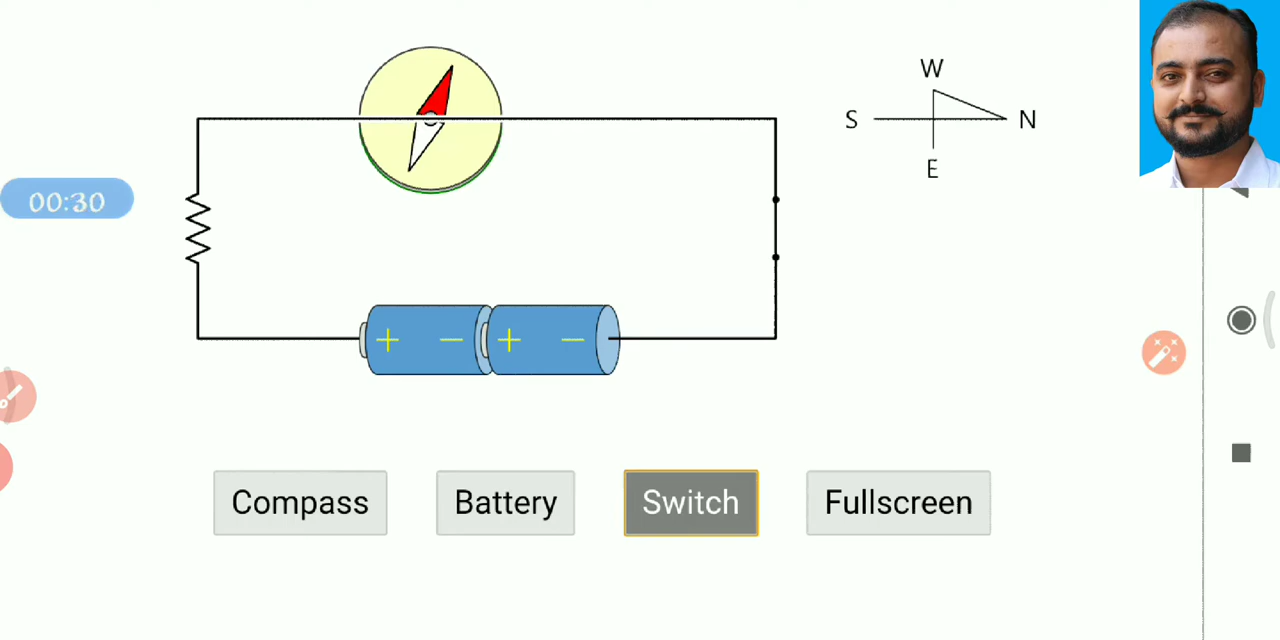 W
S N
E
00:30
+ − + −
Compass Battery Switch Fullscreen